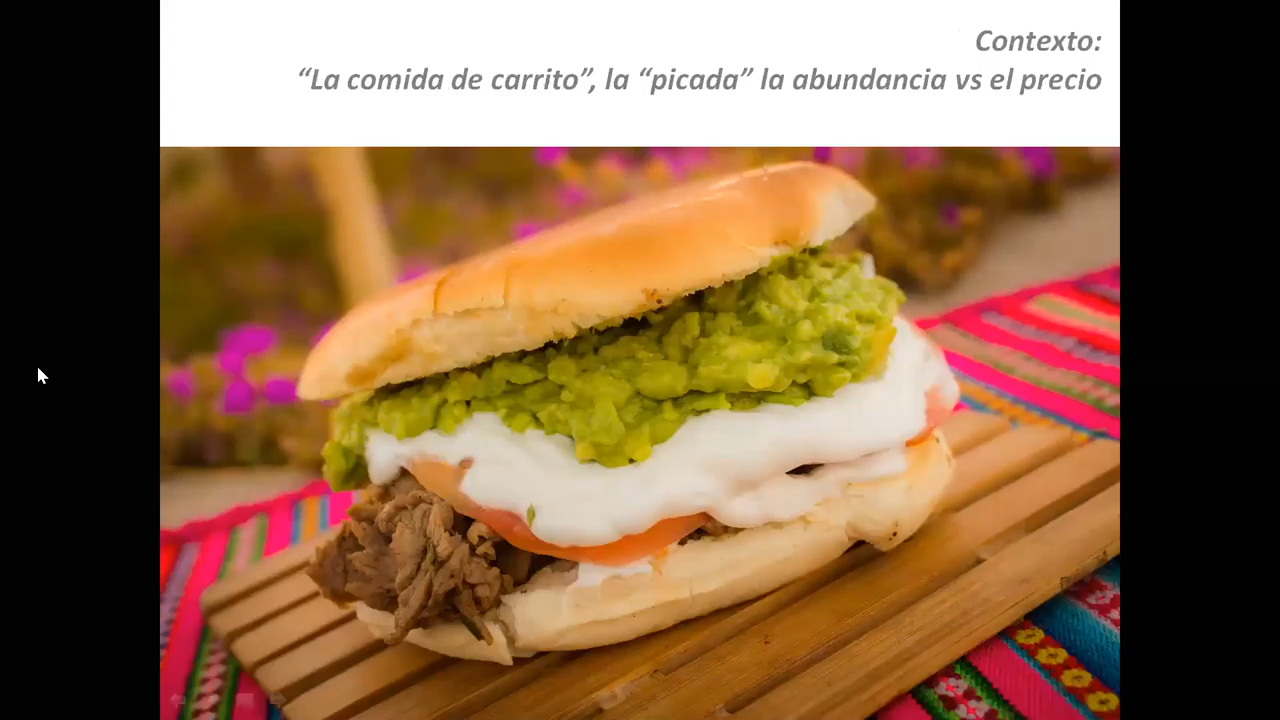 Contexto:
“La comida de carrito”, la “picada” la abundancia vs el precio